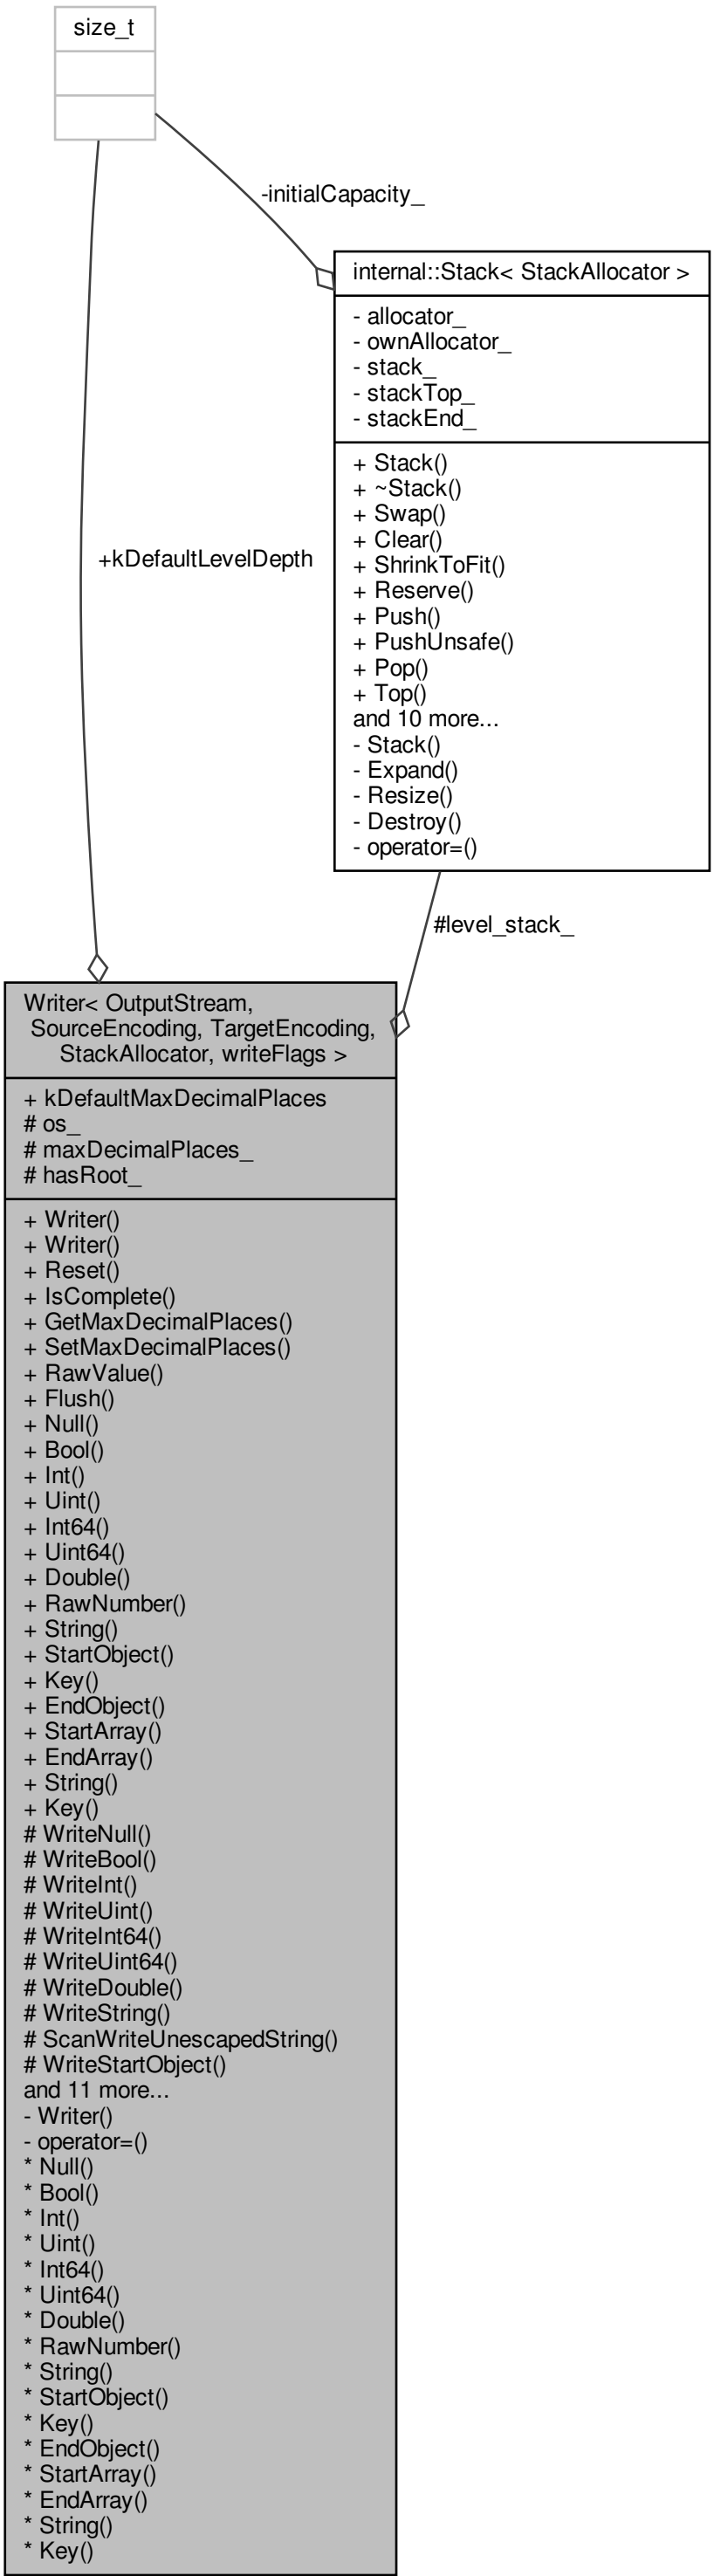 size_t
-initialCapacity_
internal::Stack< StackAllocator >
- allocator_
- ownAllocator_
- stack_
- stackTop_
- stackEnd_
+ Stack()
+ ~Stack()
+ Swap()
+ Clear()
+ ShrinkToFit()
+ Reserve()
+ Push()
+ PushUnsafe()
+ Pop()
+ Top()
and 10 more...
- Stack()
- Expand()
- Resize()
- Destroy()
- operator=()
+kDefaultLevelDepth
#level_stack_
Writer< OutputStream,
SourceEncoding, TargetEncoding,
StackAllocator, writeFlags >
+ kDefaultMaxDecimalPlaces
# os_
# maxDecimalPlaces_
# hasRoot_
+ Writer()
+ Writer()
+ Reset()
+ IsComplete()
+ GetMaxDecimalPlaces()
+ SetMaxDecimalPlaces()
+ RawValue()
+ Flush()
+ Null()
+ Bool()
+ Int()
+ Uint()
+ Int64()
+ Uint64()
+ Double()
+ RawNumber()
+ String()
+ StartObject()
+ Key()
+ EndObject()
+ StartArray()
+ EndArray()
+ String()
+ Key()
# WriteNull()
# WriteBool()
# WriteInt()
# WriteUint()
# WriteInt64()
# WriteUint64()
# WriteDouble()
# WriteString()
# ScanWriteUnescapedString()
# WriteStartObject()
and 11 more...
- Writer()
- operator=()
* Null()
* Bool()
* Int()
* Uint()
* Int64()
* Uint64()
* Double()
* RawNumber()
* String()
* StartObject()
* Key()
* EndObject()
* StartArray()
* EndArray()
* String()
* Key()